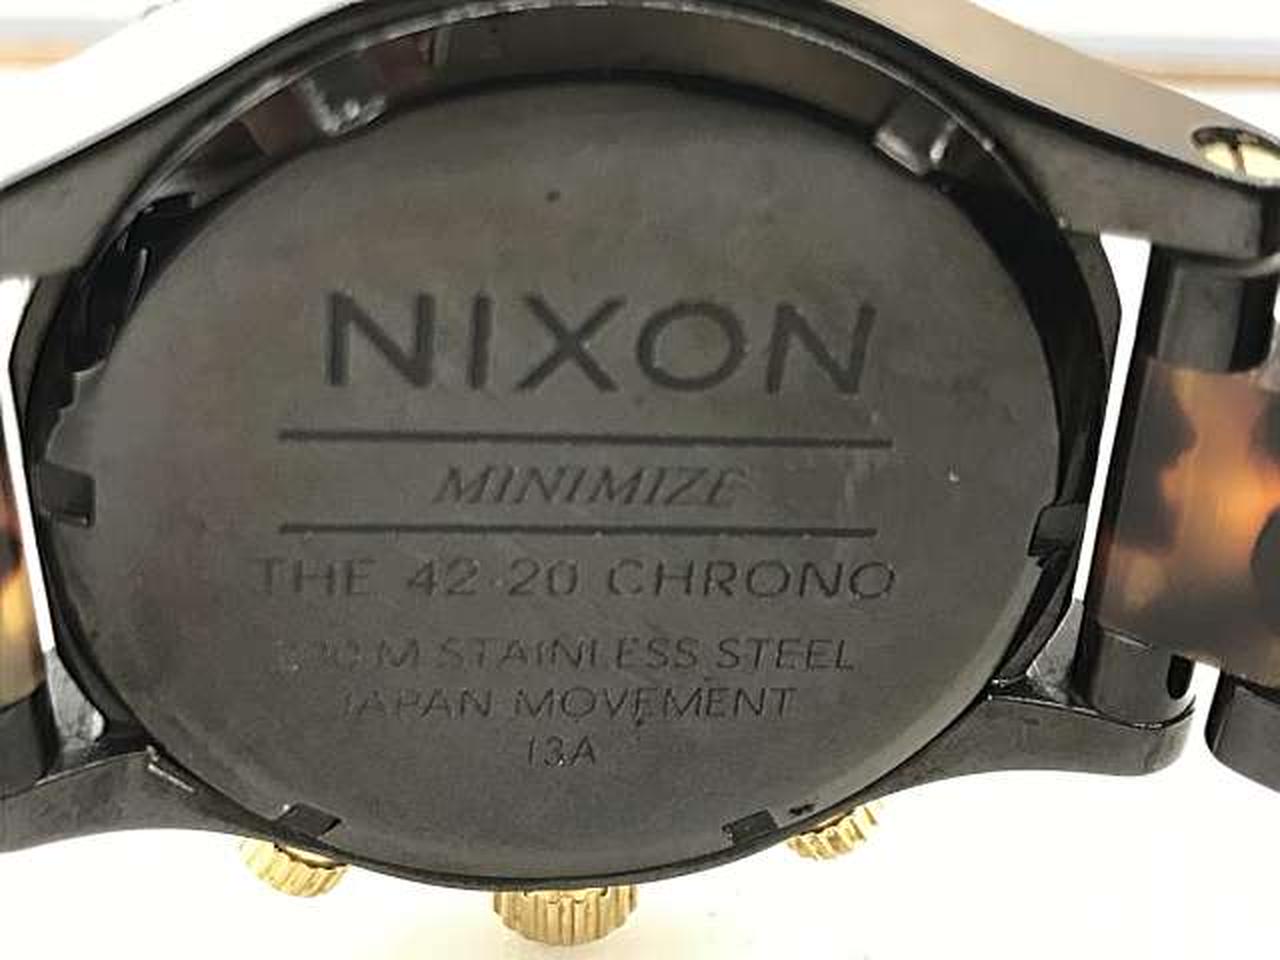 NIXON
MINIMIZE
THE 42-20 CHRONO
M STAINLESS STEEL
JAPAN MOVEMENT
13A